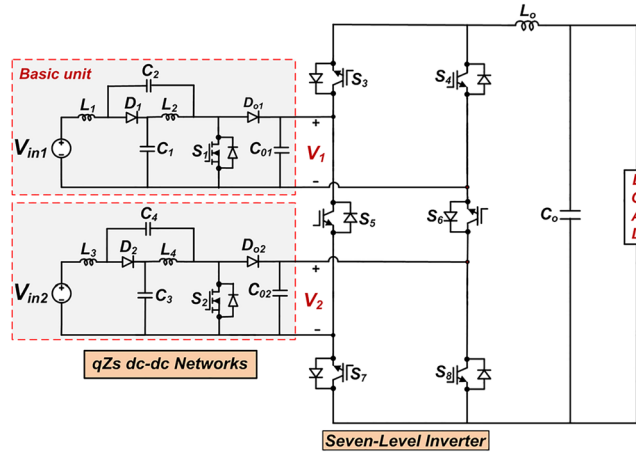 Basic unit
C2
L1
D1
L2
Do1
Vin1
C1
S1
C01
+
V1
–
C4
L3
D2
L4
Do2
Vin2
C3
S2
C02
+
V2
–
qZs dc-dc Networks
S3
S4
S5
S6
S7
S8
Lo
Co
L
O
A
D
Seven-Level Inverter